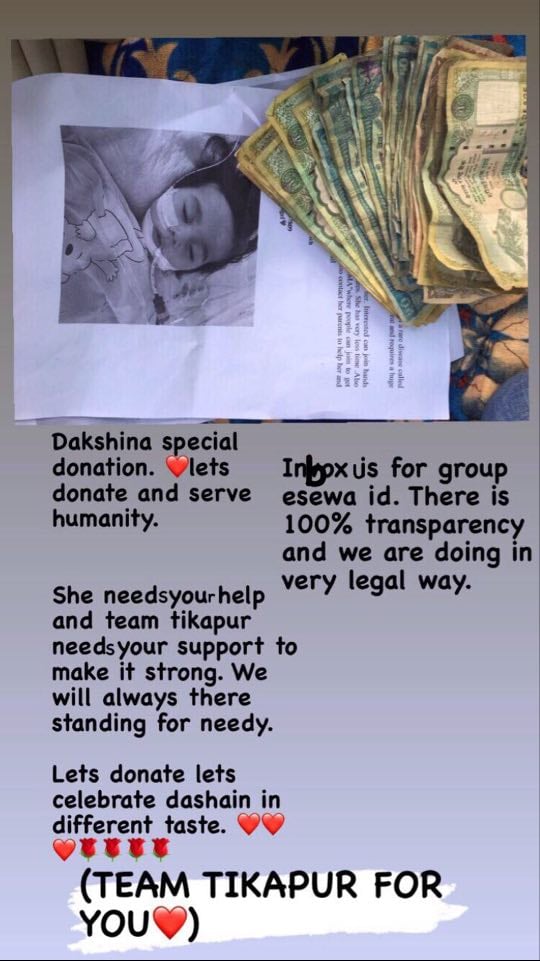 a rare disease called
and requires a huge
Interested can join hands
She has very less time. Also
where people can join to get
to contact her parents to help her and
Dakshina special
donation. ❤️lets
donate and serve
humanity.
Inbox us for group
esewa id. There is
100% transparency
and we are doing in
very legal way.
She needsyourhelp
and team tikapur
needsyour support to
make it strong. We
will always there
standing for needy.
Lets donate lets
celebrate dashain in
different taste. ❤️❤️
❤️🌹🌹🌹🌹
(TEAM TIKAPUR FOR
YOU❤️)